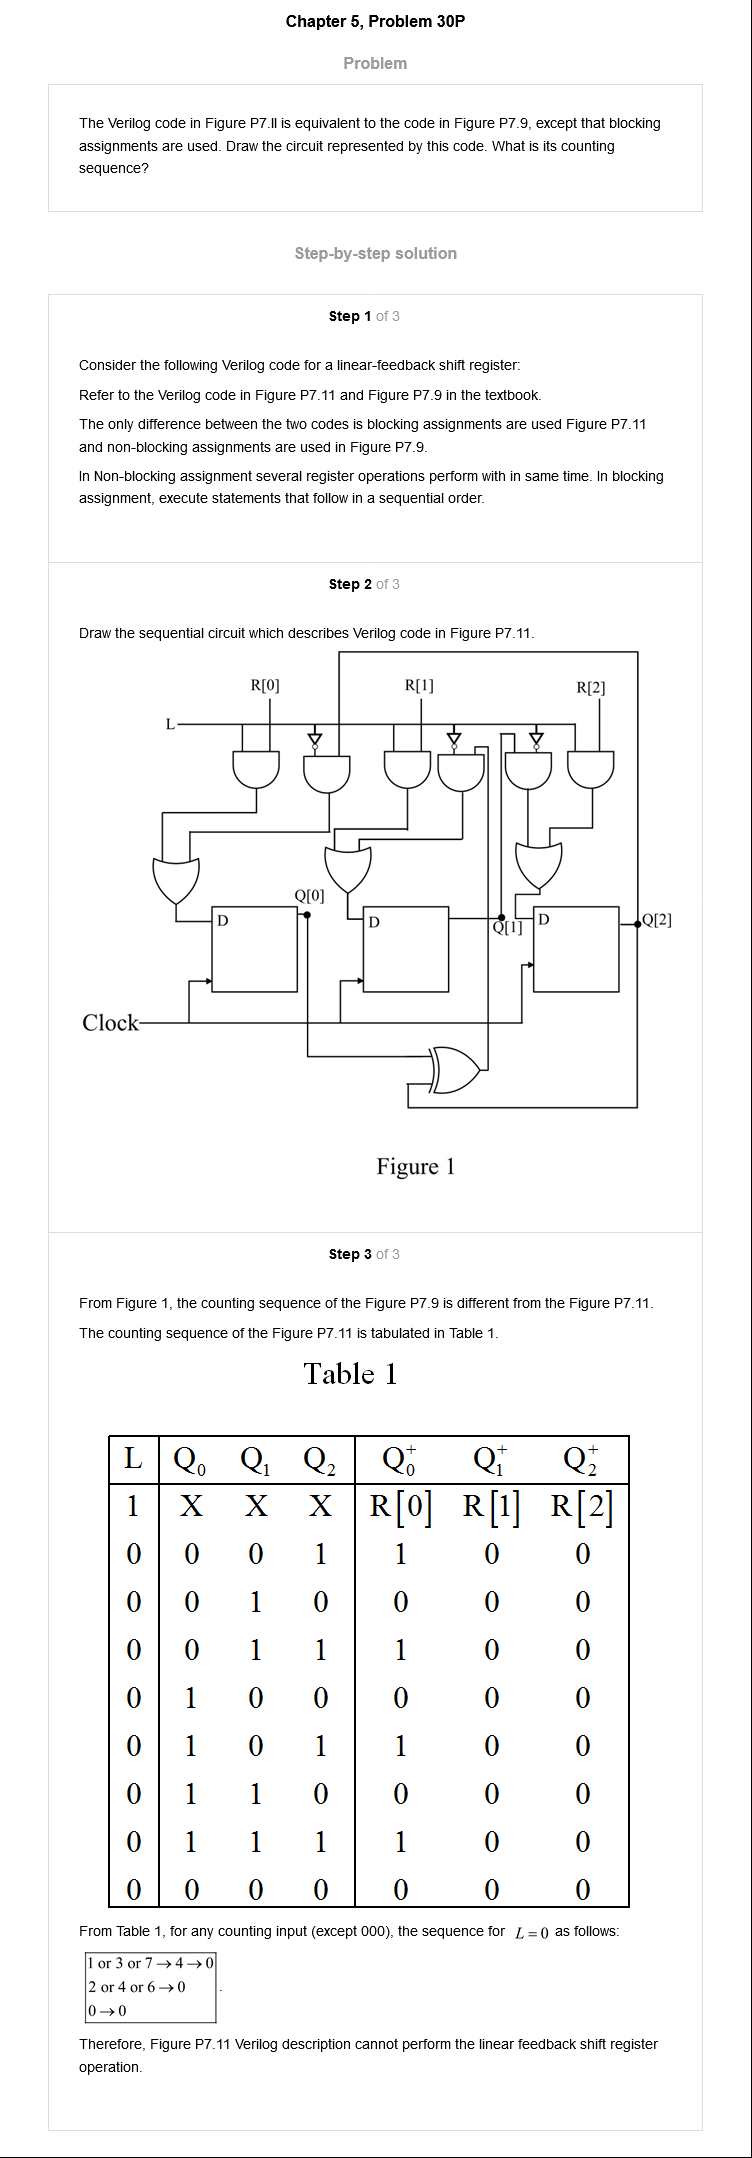 Chapter 5, Problem 30P
Problem
The Verilog code in Figure P7.ll is equivalent to the code in Figure P7.9, except that blocking
assignments are used. Draw the circuit represented by this code. What is its counting
sequence?
Step-by-step solution
Step 1 of 3
Consider the following Verilog code for a linear-feedback shift register:
Refer to the Verilog code in Figure P7.11 and Figure P7.9 in the textbook.
The only difference between the two codes is blocking assignments are used Figure P7.11
and non-blocking assignments are used in Figure P7.9.
In Non-blocking assignment several register operations perform with in same time. In blocking
assignment, execute statements that follow in a sequential order.
Step 2 of 3
Draw the sequential circuit which describes Verilog code in Figure P7.11.
R[0] R[1] R[2]
L
Q[0]
D D Q[1] D Q[2]
Clock
Figure 1
Step 3 of 3
From Figure 1, the counting sequence of the Figure P7.9 is different from the Figure P7.11.
The counting sequence of the Figure P7.11 is tabulated in Table 1.
Table 1
L Q₀ Q₁ Q₂ Q₀⁺ Q₁⁺ Q₂⁺
1 X X X R[0] R[1] R[2]
0 0 0 1 1 0 0
0 0 1 0 0 0 0
0 0 1 1 1 0 0
0 1 0 0 0 0 0
0 1 0 1 1 0 0
0 1 1 0 0 0 0
0 1 1 1 1 0 0
0 0 0 0 0 0 0
From Table 1, for any counting input (except 000), the sequence for L = 0 as follows:
1 or 3 or 7 → 4 → 0
2 or 4 or 6 → 0
0 → 0
.
Therefore, Figure P7.11 Verilog description cannot perform the linear feedback shift register
operation.